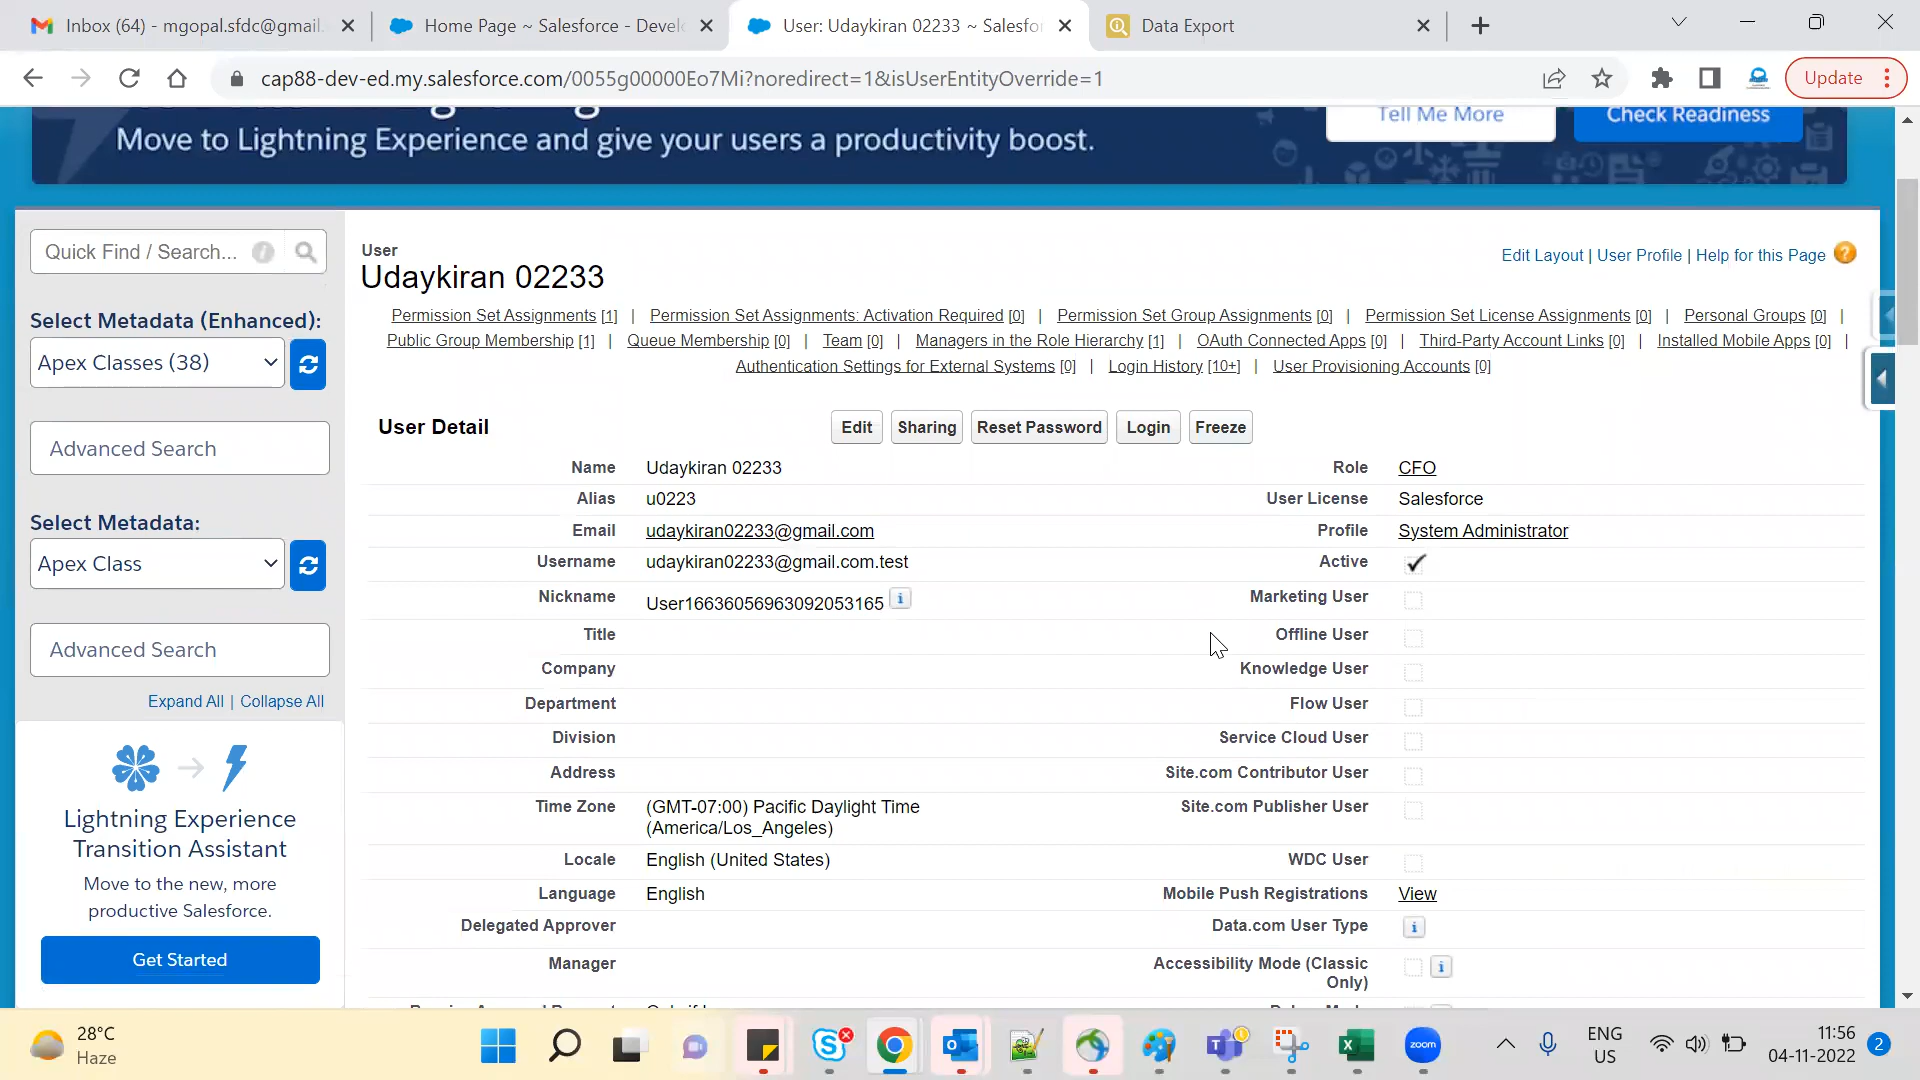 Inbox (64) - mgopal.sfdc@gmail.
Home Page ~ Salesforce - Develo
User: Udaykiran 02233 ~ Salesfor
Data Export
cap88-dev-ed.my.salesforce.com/0055g00000Eo7Mi?noredirect=1&isUserEntityOverride=1
Update
Move to Lightning Experience and give your users a productivity boost.
Tell Me More
Check Readiness
Quick Find / Search...
Select Metadata (Enhanced):
Apex Classes (38)
Advanced Search
Select Metadata:
Apex Class
Advanced Search
Expand All | Collapse All
Lightning Experience
Transition Assistant
Move to the new, more
productive Salesforce.
Get Started
User
Udaykiran 02233
Edit Layout | User Profile | Help for this Page
Permission Set Assignments [1] | Permission Set Assignments: Activation Required [0] | Permission Set Group Assignments [0] | Permission Set License Assignments [0] | Personal Groups [0] |
Public Group Membership [1] | Queue Membership [0] | Team [0] | Managers in the Role Hierarchy [1] | OAuth Connected Apps [0] | Third-Party Account Links [0] | Installed Mobile Apps [0] |
Authentication Settings for External Systems [0] | Login History [10+] | User Provisioning Accounts [0]
User Detail
Edit
Sharing
Reset Password
Login
Freeze
Name Udaykiran 02233
Role CFO
Alias u0223
User License Salesforce
Email udaykiran02233@gmail.com
Profile System Administrator
Username udaykiran02233@gmail.com.test
Active
Nickname User16636056963092053165
Marketing User
Title
Offline User
Company
Knowledge User
Department
Flow User
Division
Service Cloud User
Address
Site.com Contributor User
Time Zone (GMT-07:00) Pacific Daylight Time
(America/Los_Angeles)
Site.com Publisher User
Locale English (United States)
WDC User
Language English
Mobile Push Registrations View
Delegated Approver
Data.com User Type
Manager
Accessibility Mode (Classic
Only)
28°C
Haze
zoom
ENG
US
11:56
04-11-2022
2